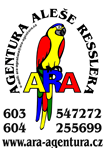 AGENTURA ALEŠE RESSLERA
ARA
603 547272
604 255699
www.ara-agentura.cz